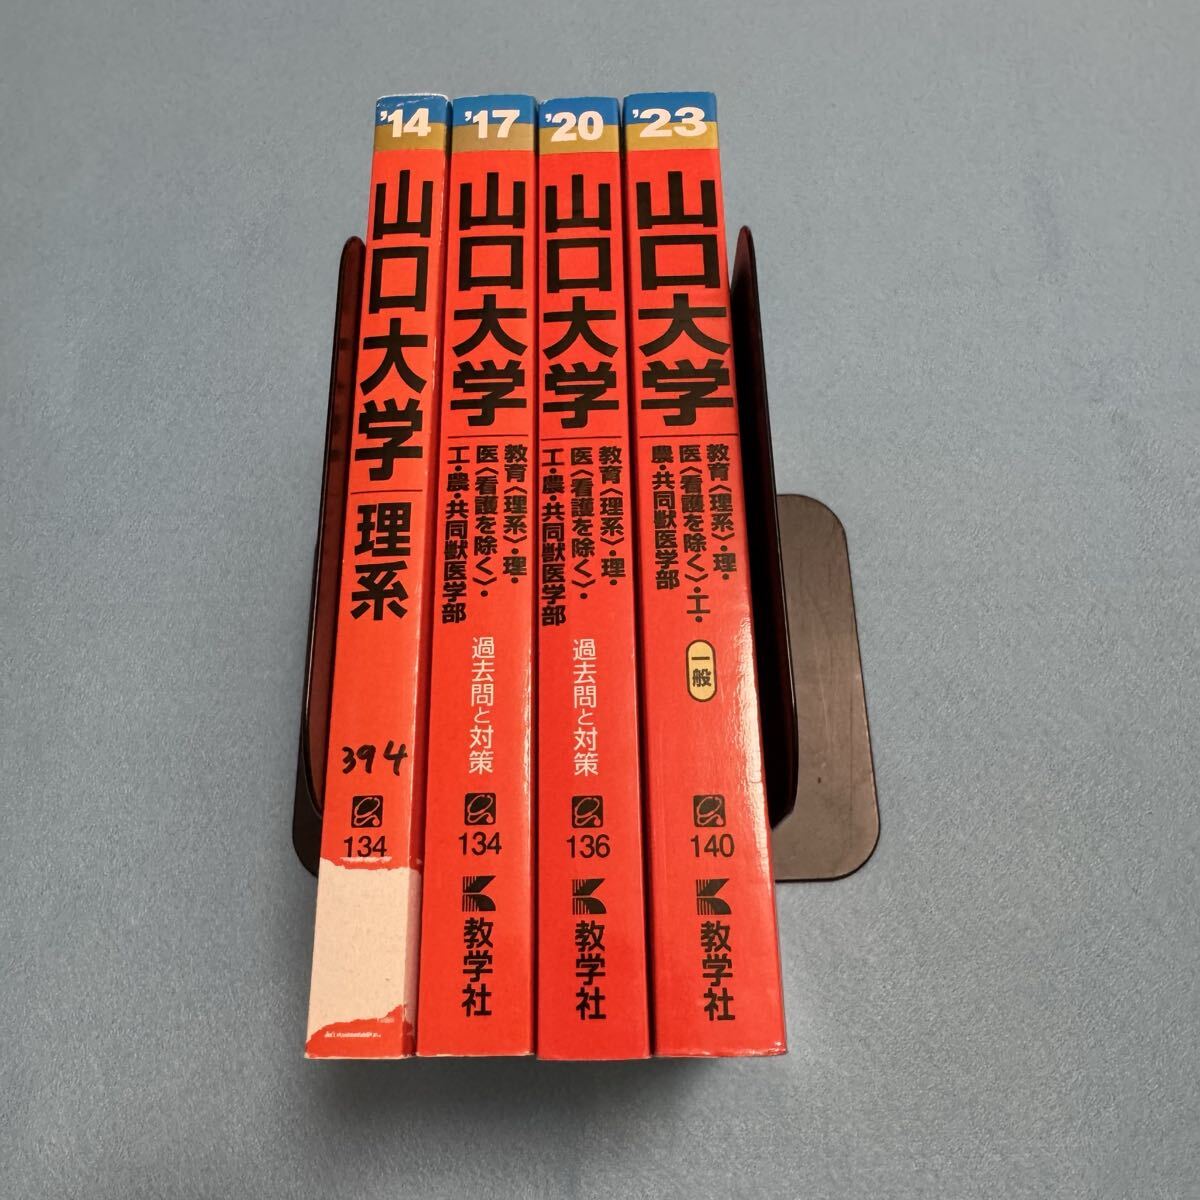 '14
山口大学
理系
394
134
'17
山口大学
教育〈理系〉・理・
医〈看護を除く〉・
工・農・共同獣医学部
過去問と対策
134
教学社
'20
山口大学
教育〈理系〉・理・
医〈看護を除く〉・
工・農・共同獣医学部
過去問と対策
136
教学社
'23
山口大学
教育〈理系〉・理・
医〈看護を除く〉・工・
農・共同獣医学部
一般
140
教学社